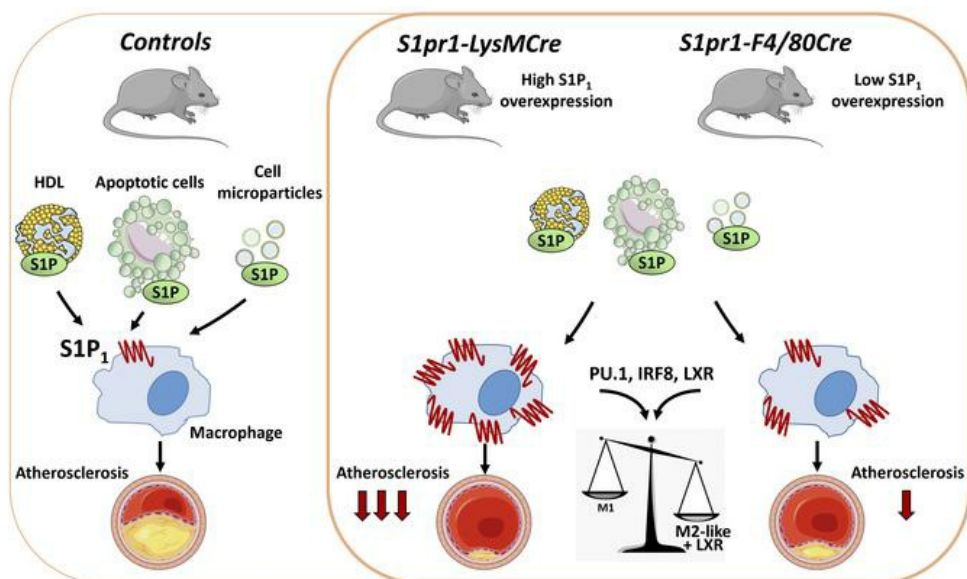 Controls
HDL
Apoptotic cells
Cell
microparticles
S1P
S1P
S1P
S1P₁
Macrophage
Atherosclerosis
S1pr1-LysMCre
High S1P₁
overexpression
S1pr1-F4/80Cre
Low S1P₁
overexpression
S1P
S1P
S1P
PU.1, IRF8, LXR
Atherosclerosis
M1
M2-like
+ LXR
Atherosclerosis